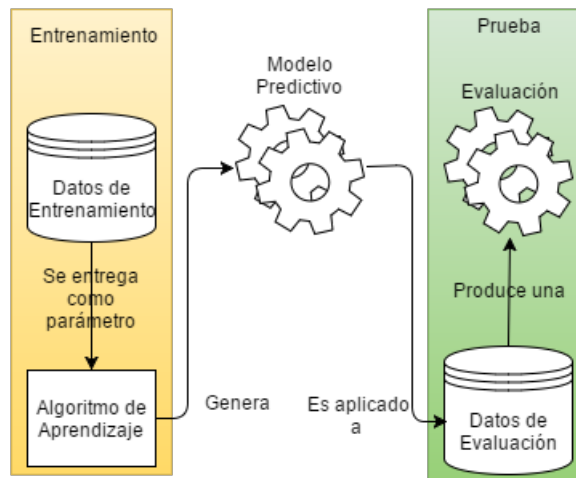 Entrenamiento
Datos de
Entrenamiento
Se entrega
como
parámetro
Algoritmo de
Aprendizaje
Genera
Modelo
Predictivo
Es aplicado
a
Prueba
Evaluación
Produce una
Datos de
Evaluación